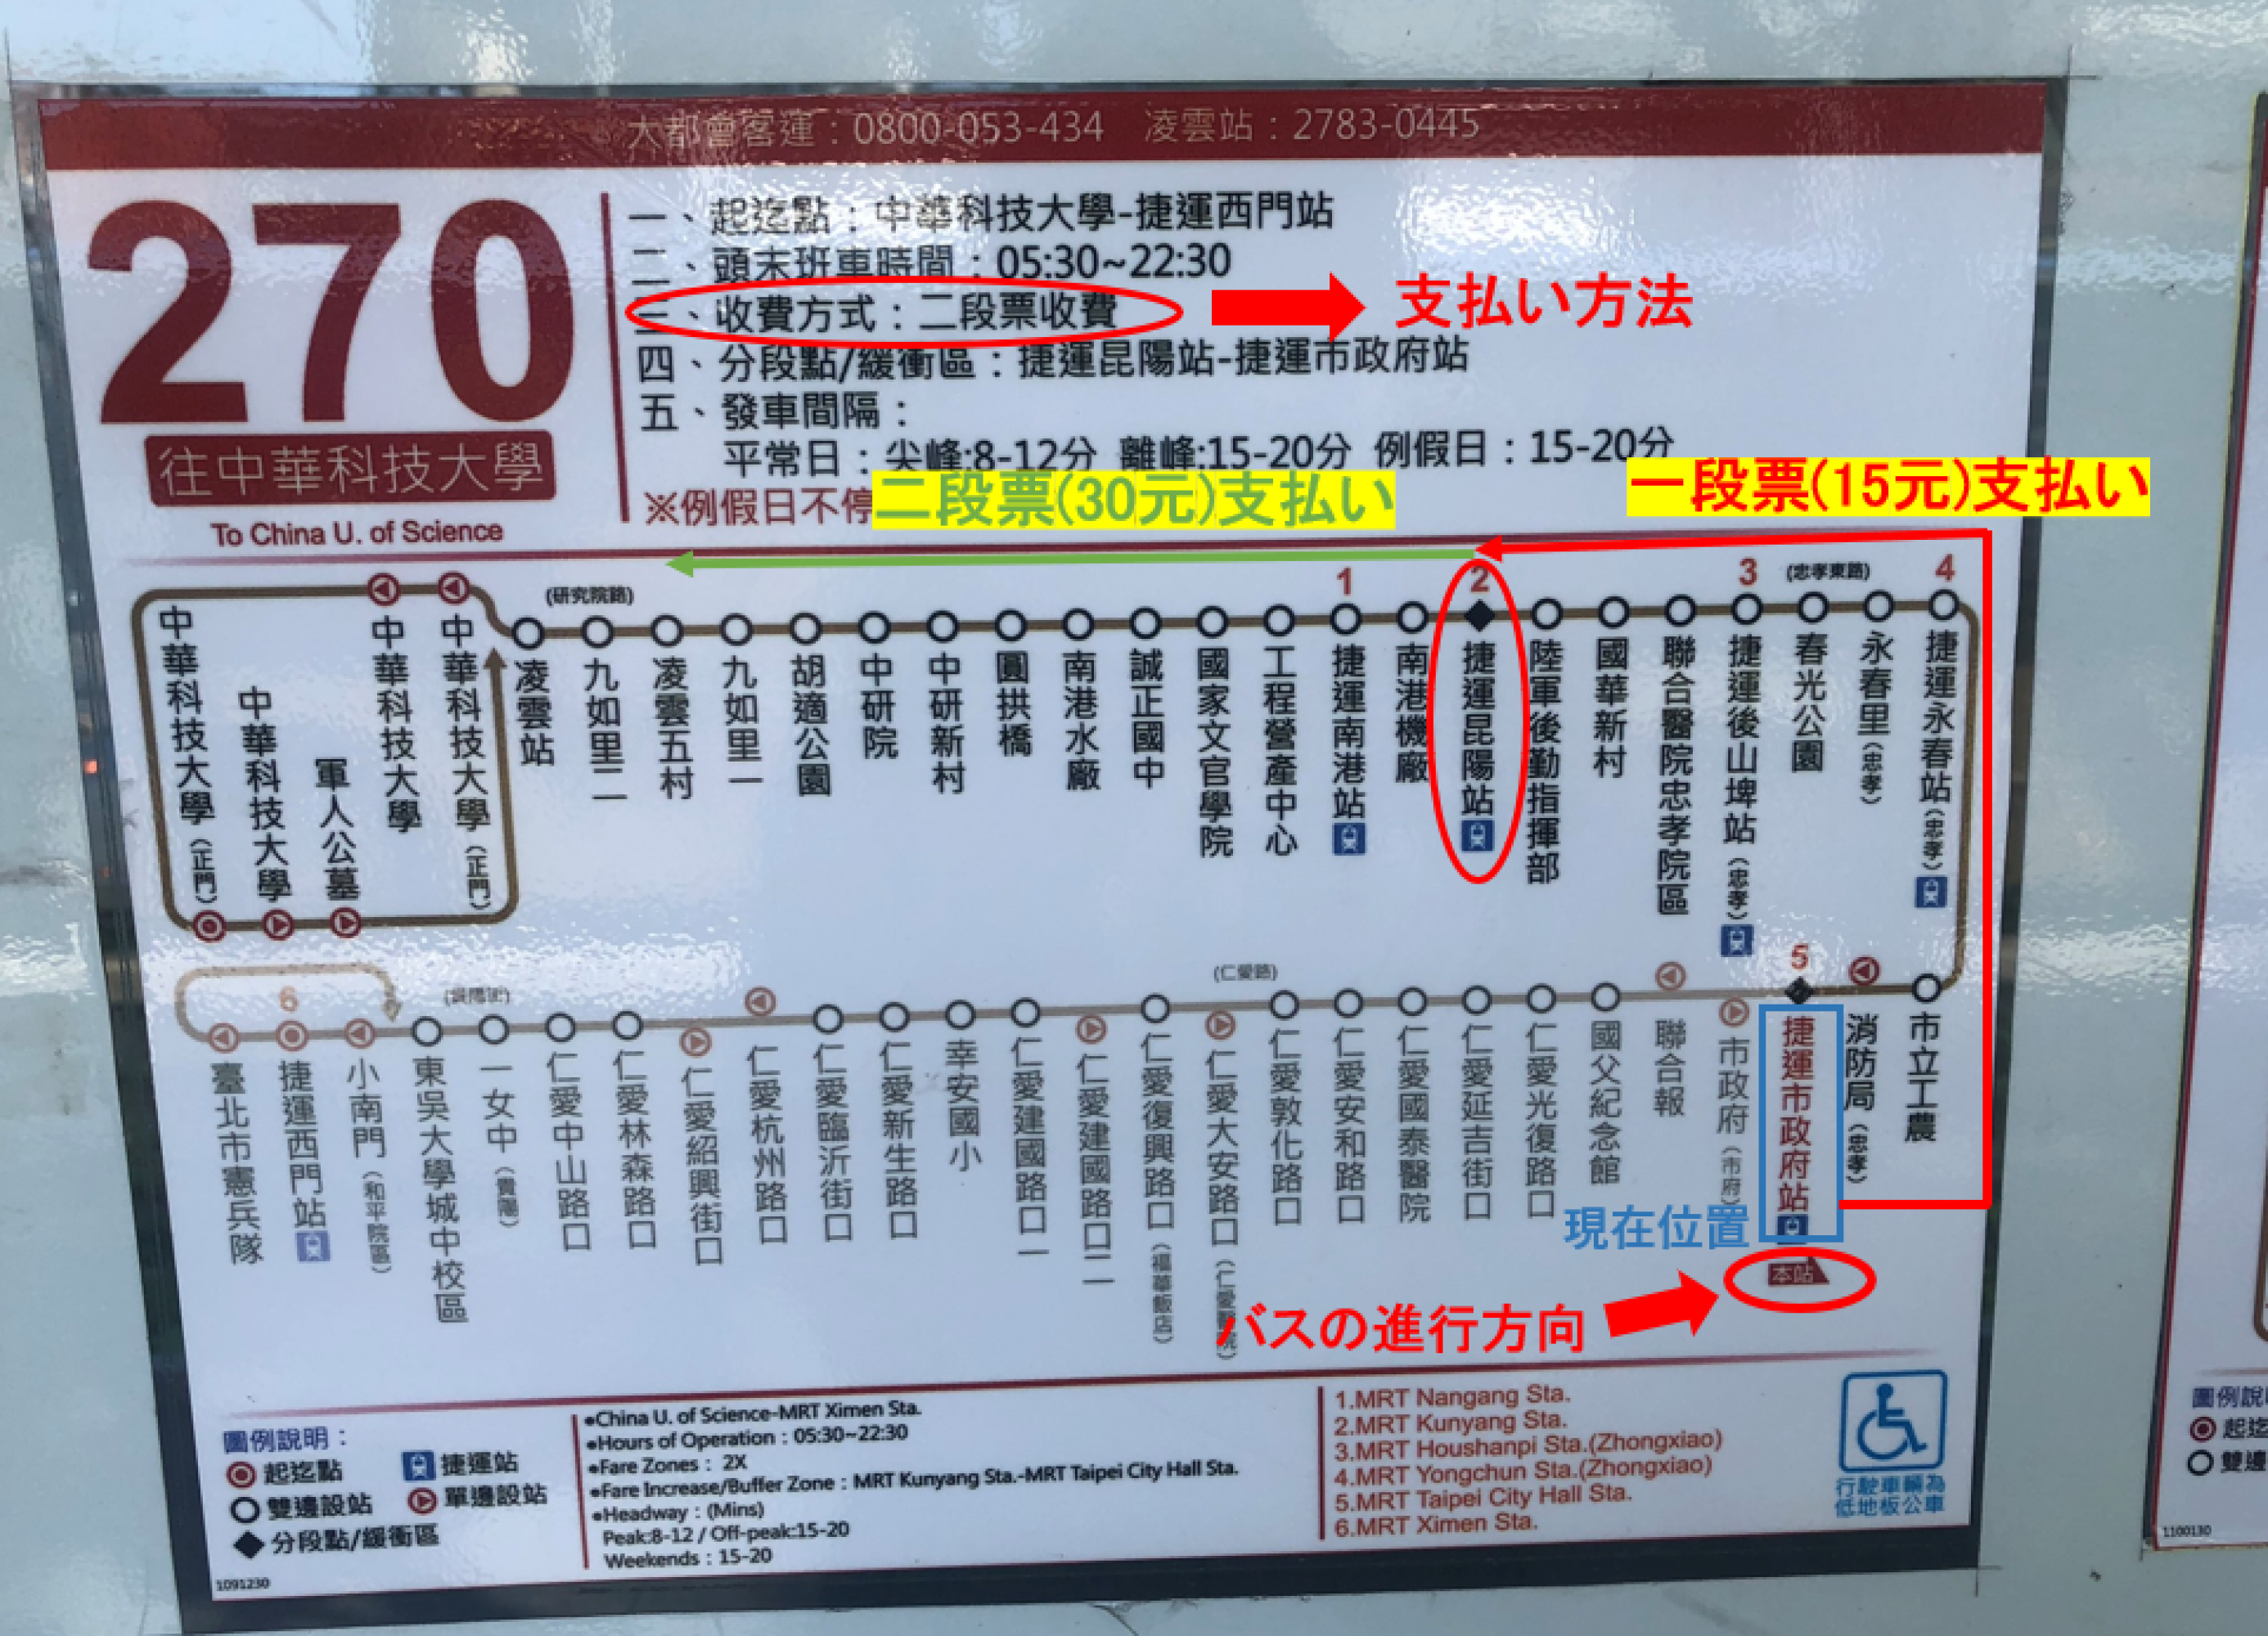 大都會客運：0800-053-434 凌雲站：2783-0445
270
往中華科技大學
To China U. of Science
一、起迄點：中華科技大學-捷運西門站
二、頭末班車時間：05:30~22:30
三、收費方式：二段票收費
支払い方法
四、分段點/緩衝區：捷運昆陽站-捷運市政府站
五、發車間隔：
平常日：尖峰:8-12分 離峰:15-20分 例假日：15-20分
※例假日不停
二段票(30元)支払い
一段票(15元)支払い
(研究院路)
1
2
3
(忠孝東路)
4
中華科技大學（正門）
中華科技大學
軍人公墓
中華科技大學
中華科技大學（正門）
凌雲站
九如里二
凌雲五村
九如里一
胡適公園
中研院
中研新村
圓拱橋
南港水廠
誠正國中
國家文官學院
工程營產中心
捷運南港站
南港機廠
捷運昆陽站
陸軍後勤指揮部
國華新村
聯合醫院忠孝院區
捷運後山埤站（忠孝）
春光公園
永春里（忠孝）
捷運永春站（忠孝）
6
(仁愛路)
5
臺北市憲兵隊
捷運西門站
小南門（和平院區）
東吳大學城中校區
一女中（貴陽）
仁愛中山路口
仁愛林森路口
仁愛紹興街口
仁愛杭州路口
仁愛臨沂街口
仁愛新生路口
幸安國小
仁愛建國路口一
仁愛建國路口二
仁愛復興路口（福華飯店）
仁愛大安路口（仁愛醫院）
仁愛敦化路口
仁愛安和路口
仁愛國泰醫院
仁愛延吉街口
仁愛光復路口
國父紀念館
聯合報
市政府（市府）
捷運市政府站
消防局（忠孝）
市立工農
現在位置
本站
バスの進行方向
圖例說明：
起迄點
捷運站
雙邊設站
單邊設站
分段點/緩衝區
1091230
●China U. of Science-MRT Ximen Sta.
●Hours of Operation：05:30~22:30
●Fare Zones：2X
●Fare Increase/Buffer Zone：MRT Kunyang Sta.-MRT Taipei City Hall Sta.
●Headway：(Mins)
Peak:8-12 / Off-peak:15-20
Weekends：15-20
1.MRT Nangang Sta.
2.MRT Kunyang Sta.
3.MRT Houshanpi Sta.(Zhongxiao)
4.MRT Yongchun Sta.(Zhongxiao)
5.MRT Taipei City Hall Sta.
6.MRT Ximen Sta.
行駛車輛為
低地板公車
圖例說
起迄
雙邊
1100130